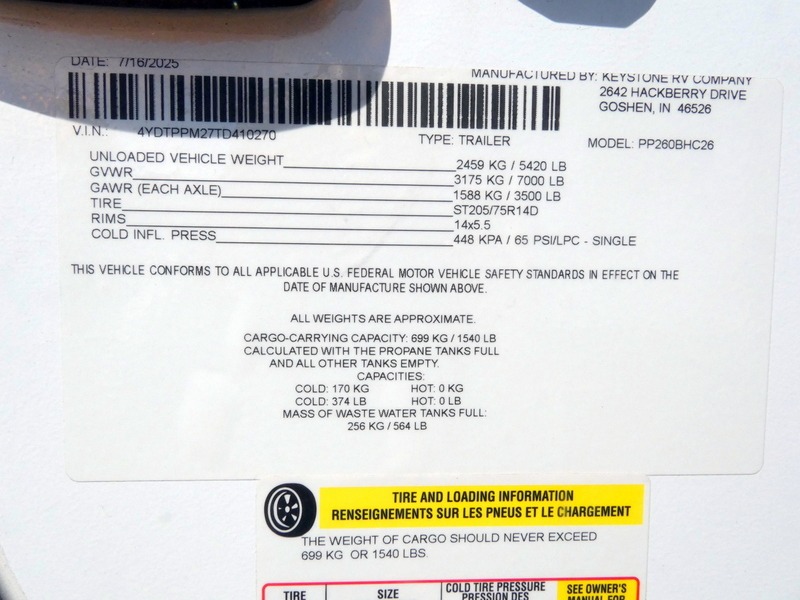 DATE: 7/16/2025
MANUFACTURED BY: KEYSTONE RV COMPANY
2642 HACKBERRY DRIVE
GOSHEN, IN 46526
V.I.N.: 4YDTPPM27TD410270
TYPE: TRAILER
MODEL: PP260BHC26
UNLOADED VEHICLE WEIGHT 2459 KG / 5420 LB
GVWR 3175 KG / 7000 LB
GAWR (EACH AXLE) 1588 KG / 3500 LB
TIRE ST205/75R14D
RIMS 14x5.5
COLD INFL. PRESS 448 KPA / 65 PSI/LPC - SINGLE
THIS VEHICLE CONFORMS TO ALL APPLICABLE U.S. FEDERAL MOTOR VEHICLE SAFETY STANDARDS IN EFFECT ON THE
DATE OF MANUFACTURE SHOWN ABOVE.
ALL WEIGHTS ARE APPROXIMATE.
CARGO-CARRYING CAPACITY: 699 KG / 1540 LB
CALCULATED WITH THE PROPANE TANKS FULL
AND ALL OTHER TANKS EMPTY.
CAPACITIES:
COLD: 170 KG HOT: 0 KG
COLD: 374 LB HOT: 0 LB
MASS OF WASTE WATER TANKS FULL:
256 KG / 564 LB
TIRE AND LOADING INFORMATION
RENSEIGNEMENTS SUR LES PNEUS ET LE CHARGEMENT
THE WEIGHT OF CARGO SHOULD NEVER EXCEED
699 KG OR 1540 LBS.
TIRE SIZE COLD TIRE PRESSURE SEE OWNER'S
PRESSION DES MANUAL FOR